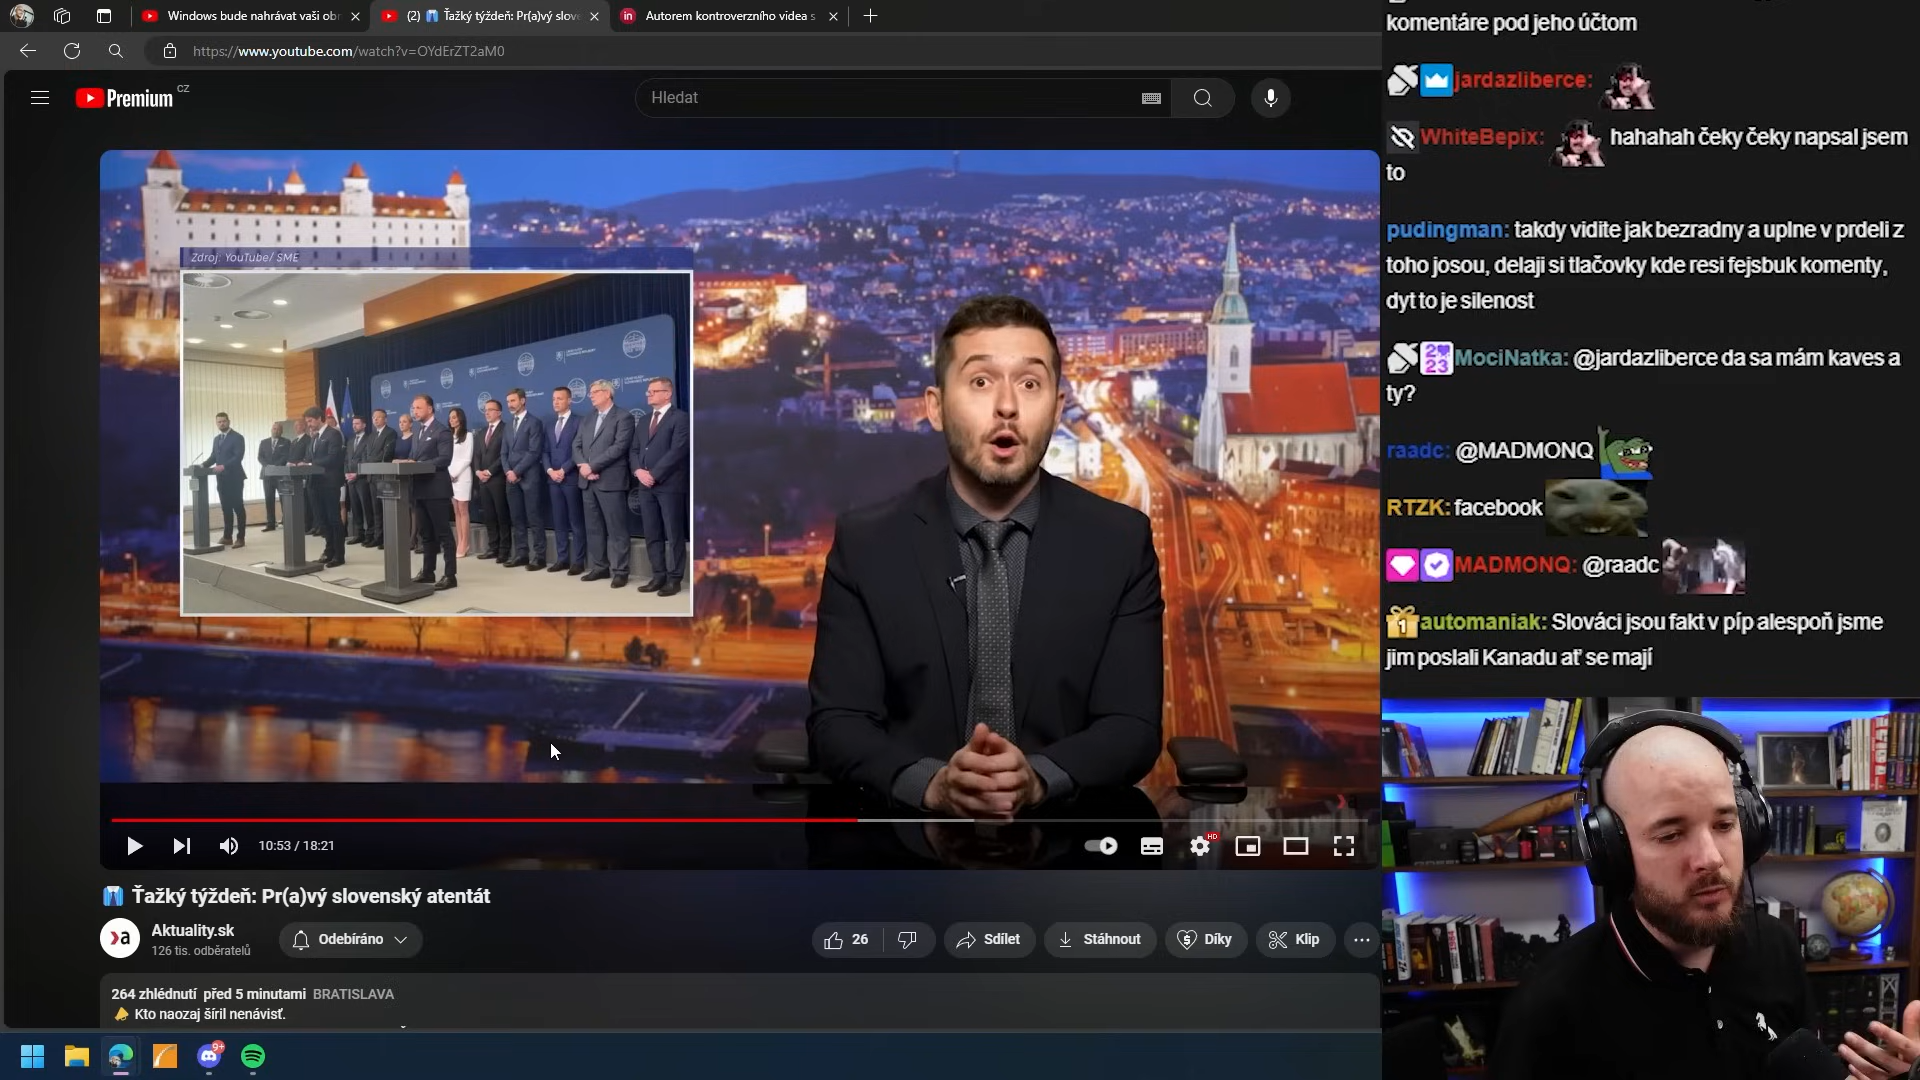 Windows bude nahrávat vaši obr
(2) Ťažký týždeň: Pr(a)vý slove
Autorem kontroverzního videa s
https://www.youtube.com/watch?v=OYdErZT2aM0
Premium CZ
Hledat
Zdroj: YouTube/ SME
10:53 / 18:21
HD
Ťažký týždeň: Pr(a)vý slovenský atentát
Aktuality.sk
126 tis. odběratelů
Odebíráno
26
Sdílet
Stáhnout
Díky
Klip
264 zhlédnutí před 5 minutami BRATISLAVA
Kto naozaj šíril nenávisť.
9+
komentáre pod jeho účtom
jardazliberce:
WhiteBepix: hahahah čeky čeky napsal jsem
to
pudingman: takdy vidite jak bezradny a uplne v prdeli z
toho josou, delaji si tlačovky kde resi fejsbuk komenty,
dyt to je silenost
MociNatka: @jardazliberce da sa mám kaves a
ty?
raadc: @MADMONQ
RTZK: facebook
MADMONQ: @raadc
automaniak: Slováci jsou fakt v píp alespoň jsme
jim poslali Kanadu ať se mají